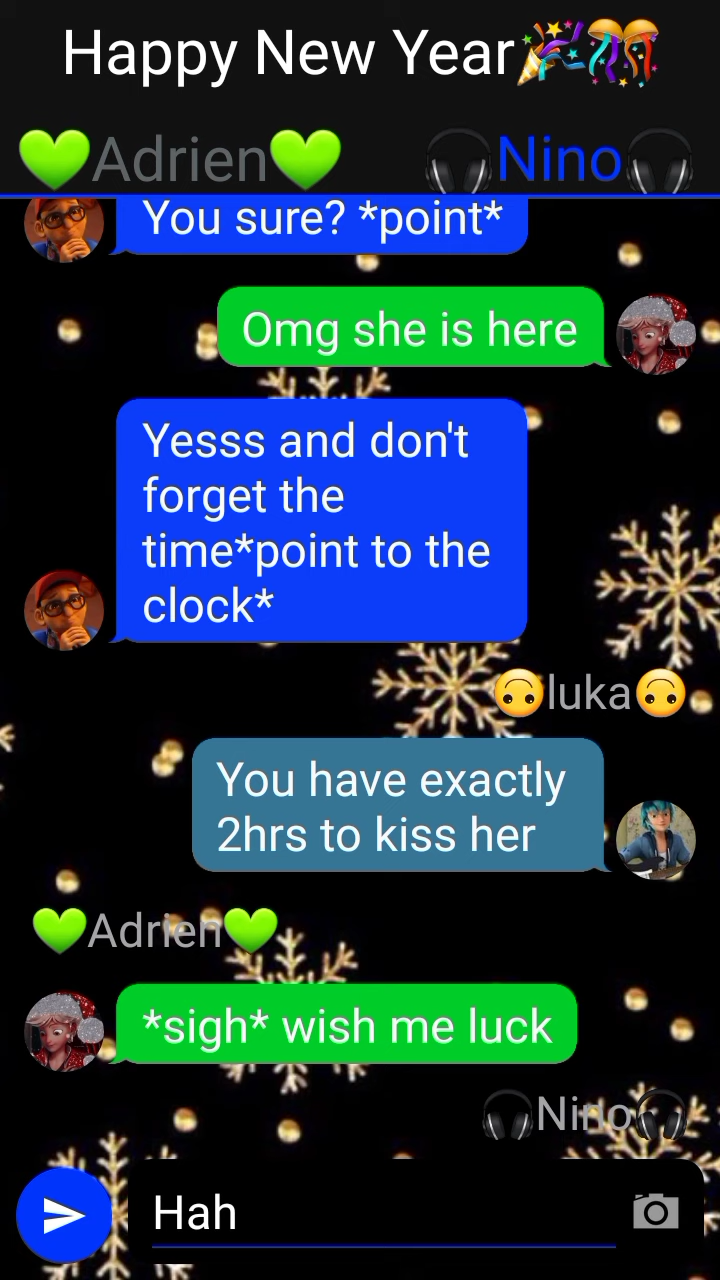 Happy New Year🎉🎊
💚Adrien💚 🎧Nino🎧
You sure? *point*
Omg she is here
Yesss and don't
forget the
time*point to the
clock*
🙃luka🙃
You have exactly
2hrs to kiss her
💚Adrien💚
*sigh* wish me luck
🎧Nino🎧
Hah